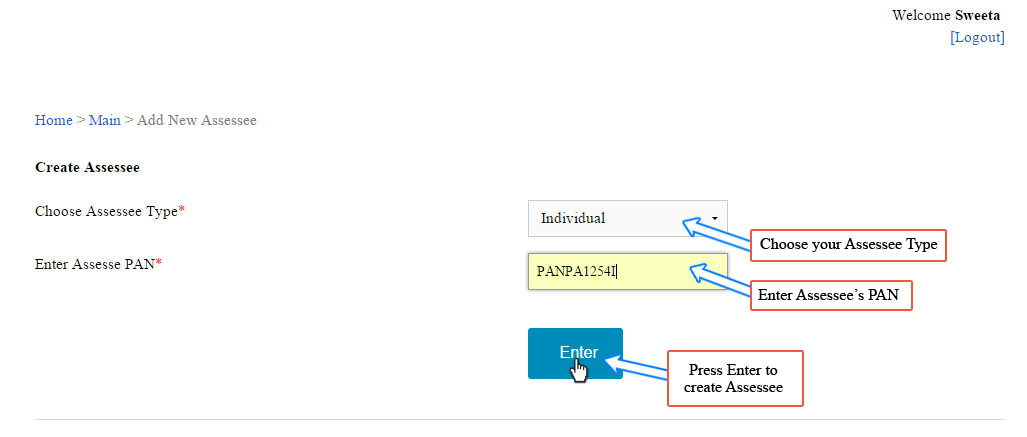 Welcome Sweeta
[Logout]
Home > Main > Add New Assessee
Create Assessee
Choose Assessee Type*
Individual
Choose your Assessee Type
Enter Assesse PAN*
PANPA1254I
Enter Assessee's PAN
Enter
Press Enter to
create Assessee